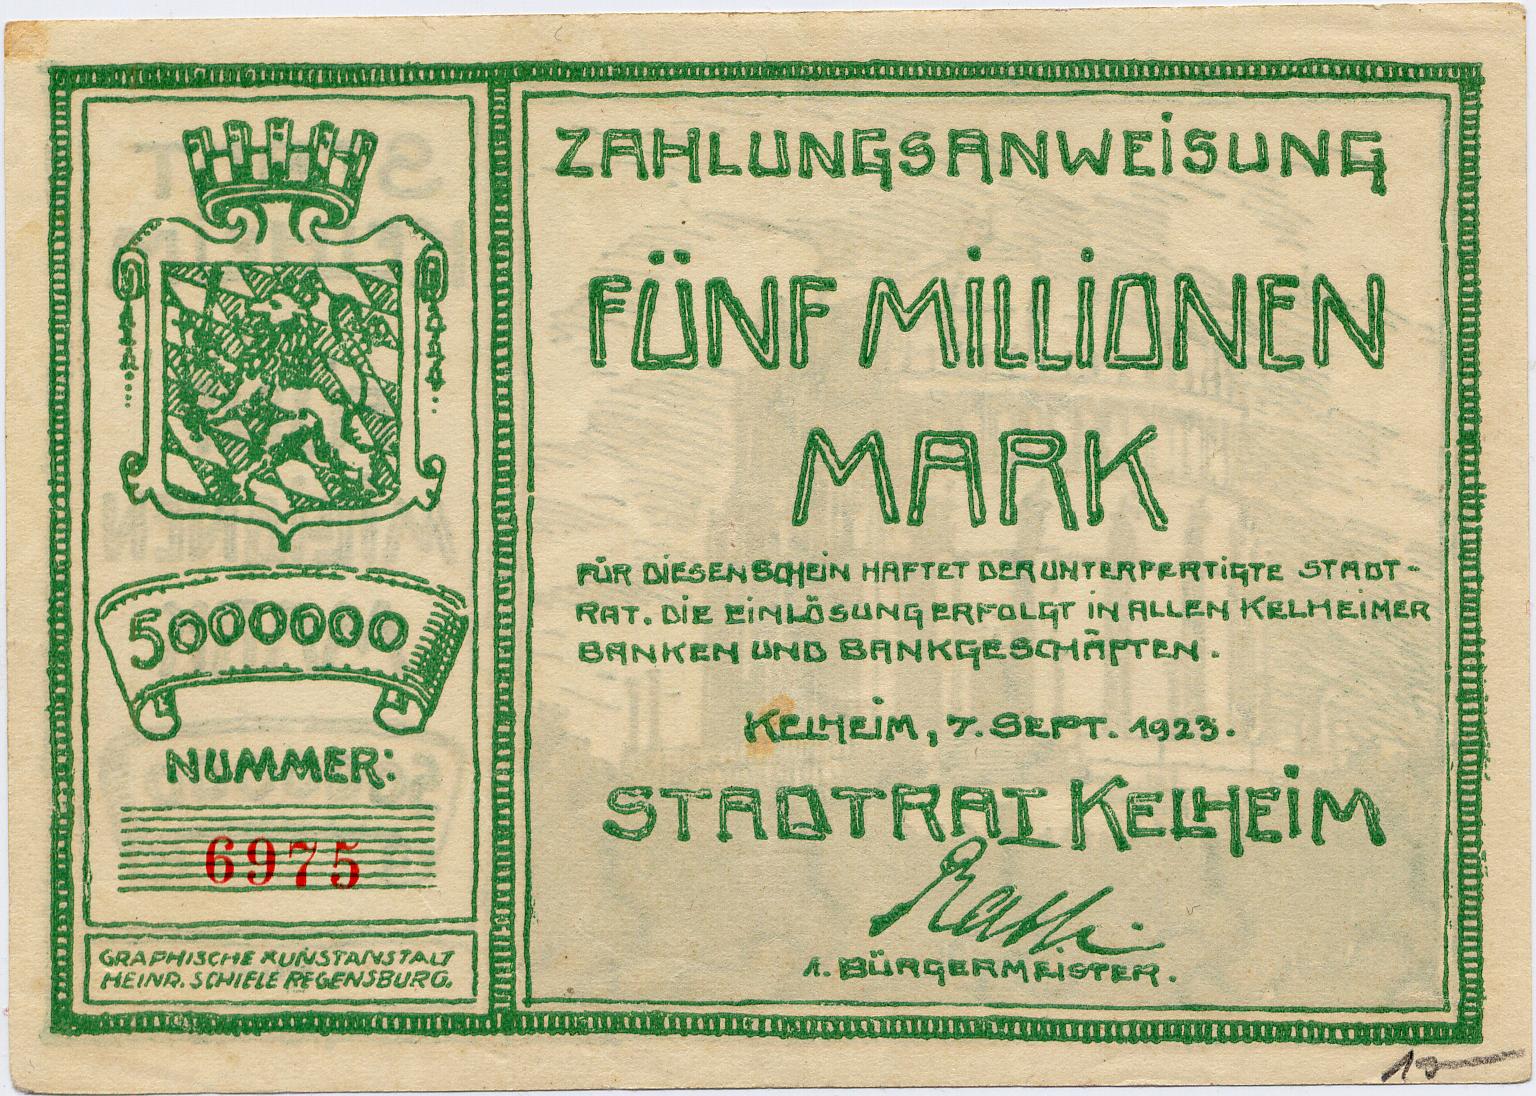 ZAHLUNGSANWEISUNG
FÜNF MILLIONEN
MARK
FÜR DIESEN SCHEIN HAFTET DER UNTERFERTIGTE STADT-
RAT. DIE EINLÖSUNG ERFOLGT IN ALLEN KELHEIMER
BANKEN UND BANKGESCHÄFTEN.
KELHEIM, 7. SEPT. 1923.
STADTRAT KELHEIM
1. BÜRGERMEISTER.
5000000
NUMMER:
6975
GRAPHISCHE KUNSTANSTALT
HEINR. SCHIELE REGENSBURG.